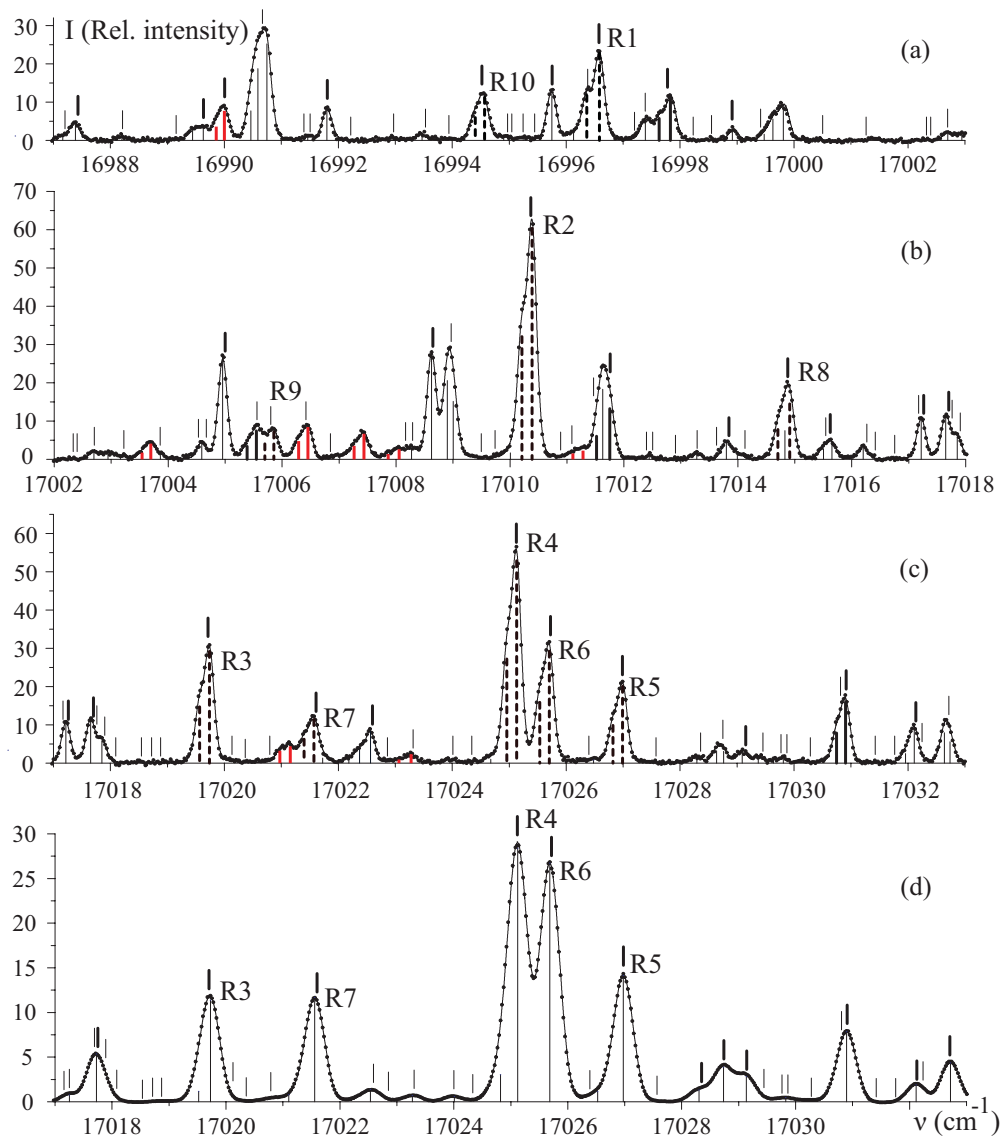 I (Rel. intensity)
30
20
10
0
R10
R1
(a)
16988 16990 16992 16994 16996 16998 17000 17002
70
60
50
40
30
20
10
0
R9
R2
R8
(b)
17002 17004 17006 17008 17010 17012 17014 17016 17018
60
50
40
30
20
10
0
R3
R7
R4
R6
R5
(c)
17018 17020 17022 17024 17026 17028 17030 17032
30
25
20
15
10
5
0
R3
R7
R4
R6
R5
(d)
17018 17020 17022 17024 17026 17028 17030 ν (cm⁻¹)